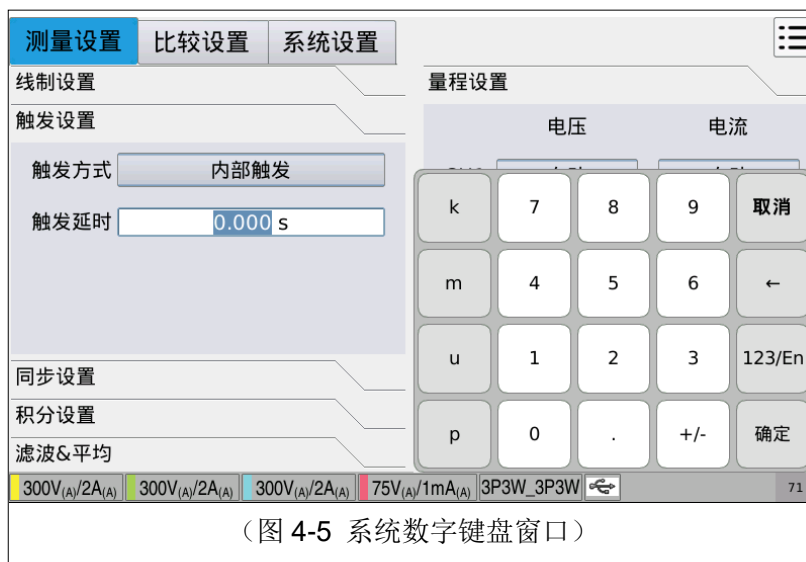 测量设置 比较设置 系统设置
线制设置
触发设置
触发方式 内部触发
触发延时 0.000 s
同步设置
积分设置
滤波&平均
量程设置
电压 电流
k 7 8 9 取消
m 4 5 6 ←
u 1 2 3 123/En
p 0 . +/- 确定
300V(A)/2A(A) 300V(A)/2A(A) 300V(A)/2A(A) 75V(A)/1mA(A) 3P3W_3P3W 71
（图 4-5 系统数字键盘窗口）